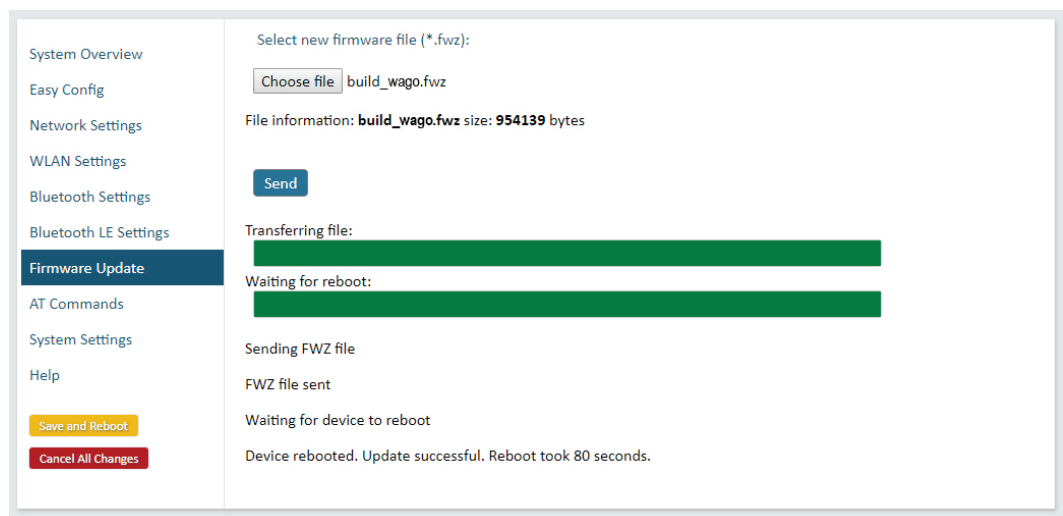 System Overview
Easy Config
Network Settings
WLAN Settings
Bluetooth Settings
Bluetooth LE Settings
Firmware Update
AT Commands
System Settings
Help
Save and Reboot
Cancel All Changes
Select new firmware file (*.fwz):
Choose file build_wago.fwz
File information: build_wago.fwz size: 954139 bytes
Send
Transferring file:
Waiting for reboot:
Sending FWZ file
FWZ file sent
Waiting for device to reboot
Device rebooted. Update successful. Reboot took 80 seconds.